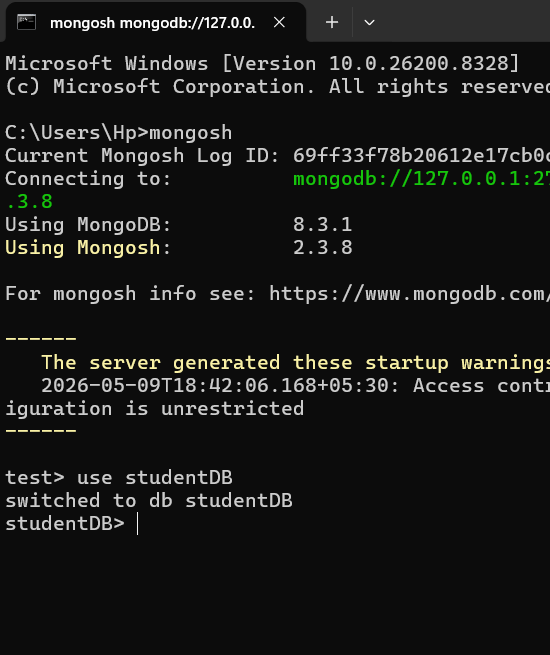 mongosh mongodb://127.0.0.
Microsoft Windows [Version 10.0.26200.8328]
(c) Microsoft Corporation. All rights reserved
C:\Users\Hp>mongosh
Current Mongosh Log ID: 69ff33f78b20612e17cb0
Connecting to: mongodb://127.0.0.1:27
.3.8
Using MongoDB: 8.3.1
Using Mongosh: 2.3.8
For mongosh info see: https://www.mongodb.com/
------
The server generated these startup warnings
2026-05-09T18:42:06.168+05:30: Access contr
iguration is unrestricted
------
test> use studentDB
switched to db studentDB
studentDB>